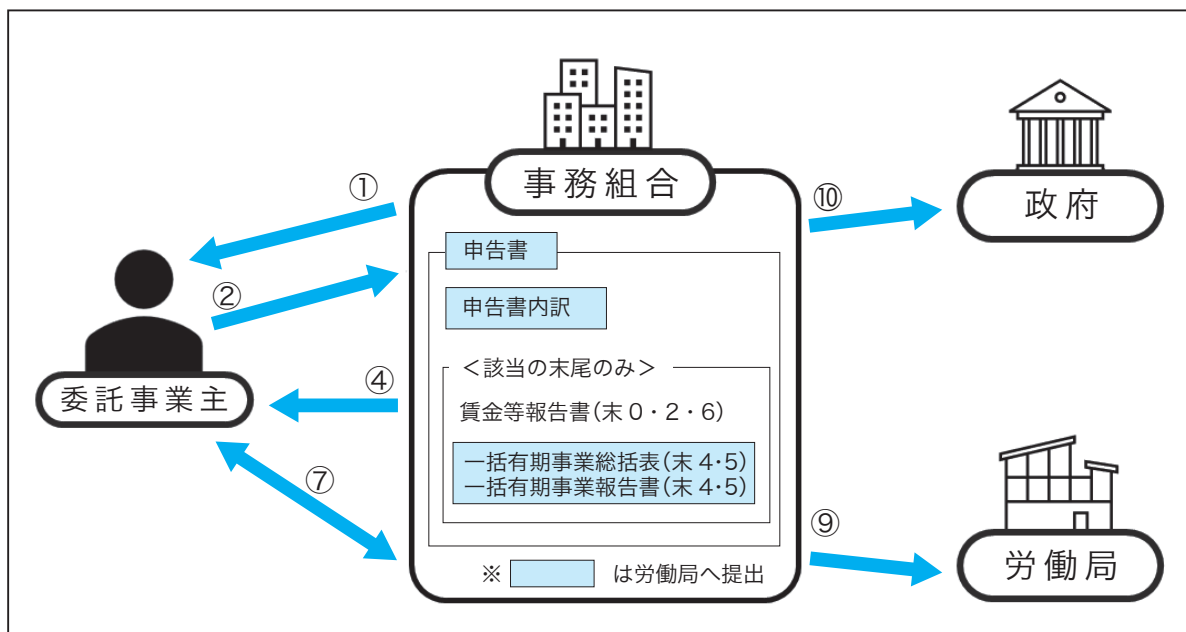 事務組合
①
⑩
政府
申告書
②
申告書内訳
＜該当の末尾のみ＞
④
委託事業主
賃金等報告書(末０・２・６)
一括有期事業総括表(末４・５)
一括有期事業報告書(末４・５)
⑦
⑨
労働局
※ は労働局へ提出